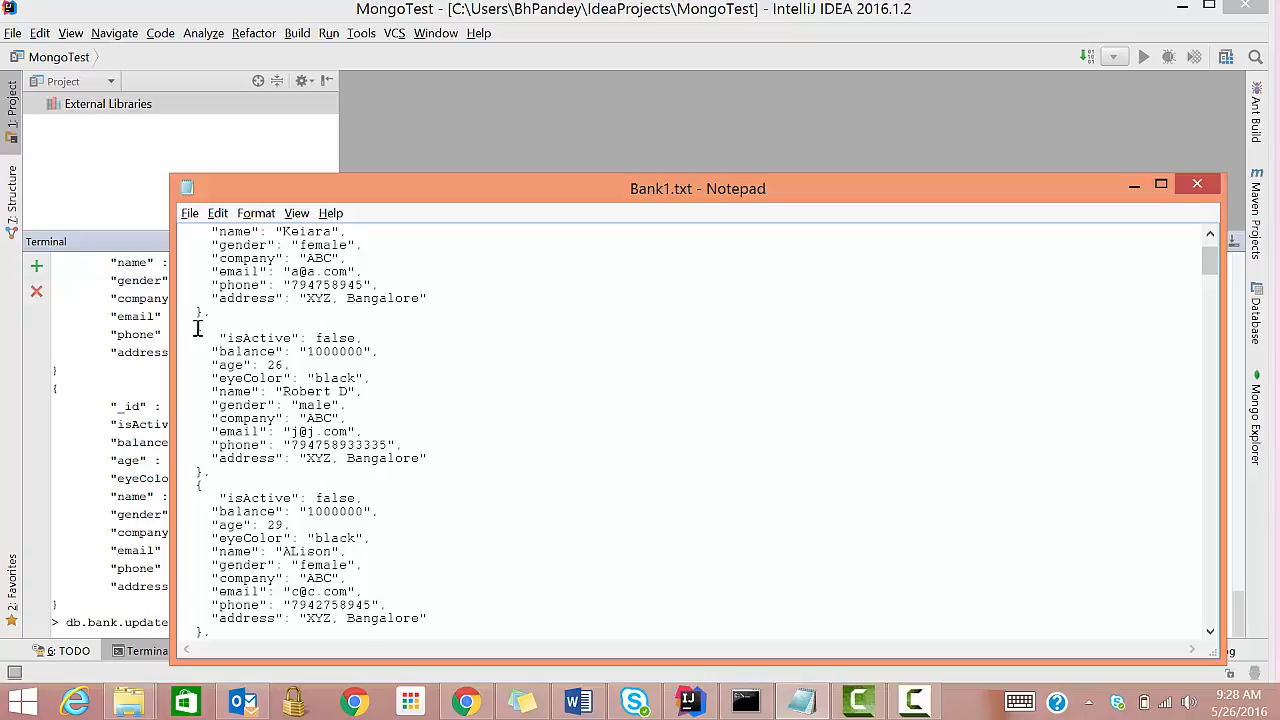 MongoTest - [C:\Users\BhPandey\IdeaProjects\MongoTest] - IntelliJ IDEA 2016.1.2
File Edit View Navigate Code Analyze Refactor Build Run Tools VCS Window Help
MongoTest
1: Project
Project
External Libraries
Z: Structure
Terminal
"name" :
"gender"
"company
"email"
"phone"
"address
}
{
"_id" :
"isActiv
"balance
"age" :
"eyeColo
"name" :
"gender"
"company
"email"
"phone"
"address
}
> db.bank.update
2: Favorites
6: TODO
Termina
Bank1.txt - Notepad
File Edit Format View Help
"name": "Keiara",
"gender": "female",
"company": "ABC",
"email": "a@a.com",
"phone": "794758945",
"address": "XYZ, Bangalore"
},
"isActive": false,
"balance": "1000000",
"age": 26,
"eyeColor": "black",
"name": "Robert D",
"gender": "male",
"company": "ABC",
"email": "j@j.com",
"phone": "794758933335",
"address": "XYZ, Bangalore"
},
{
"isActive": false,
"balance": "1000000",
"age": 29,
"eyeColor": "black",
"name": "ALison",
"gender": "female",
"company": "ABC",
"email": "c@c.com",
"phone": "7942758945",
"address": "XYZ, Bangalore"
},
Ant Build
Maven Projects
Database
Mongo Explorer
og
9:28 AM
5/26/2016